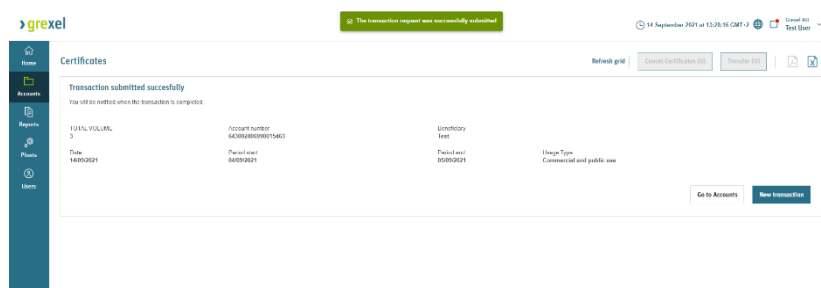 grexel
The transaction request was successfully submitted
14 September 2021 at 13:28:16 GMT+2
Grexel AII
Test User
Home
Accounts
Reports
Plants
Users
Certificates
Refresh grid
Cancel Certificates (0)
Transfer (0)
Transaction submitted succesfully
You will be notified when the transaction is completed.
TOTAL VOLUME
3
Account number
Beneficiary
Test
Date
14/09/2021
Period start
04/09/2021
Period end
05/09/2021
Usage Type
Commercial and public use
Go to Accounts
New transaction